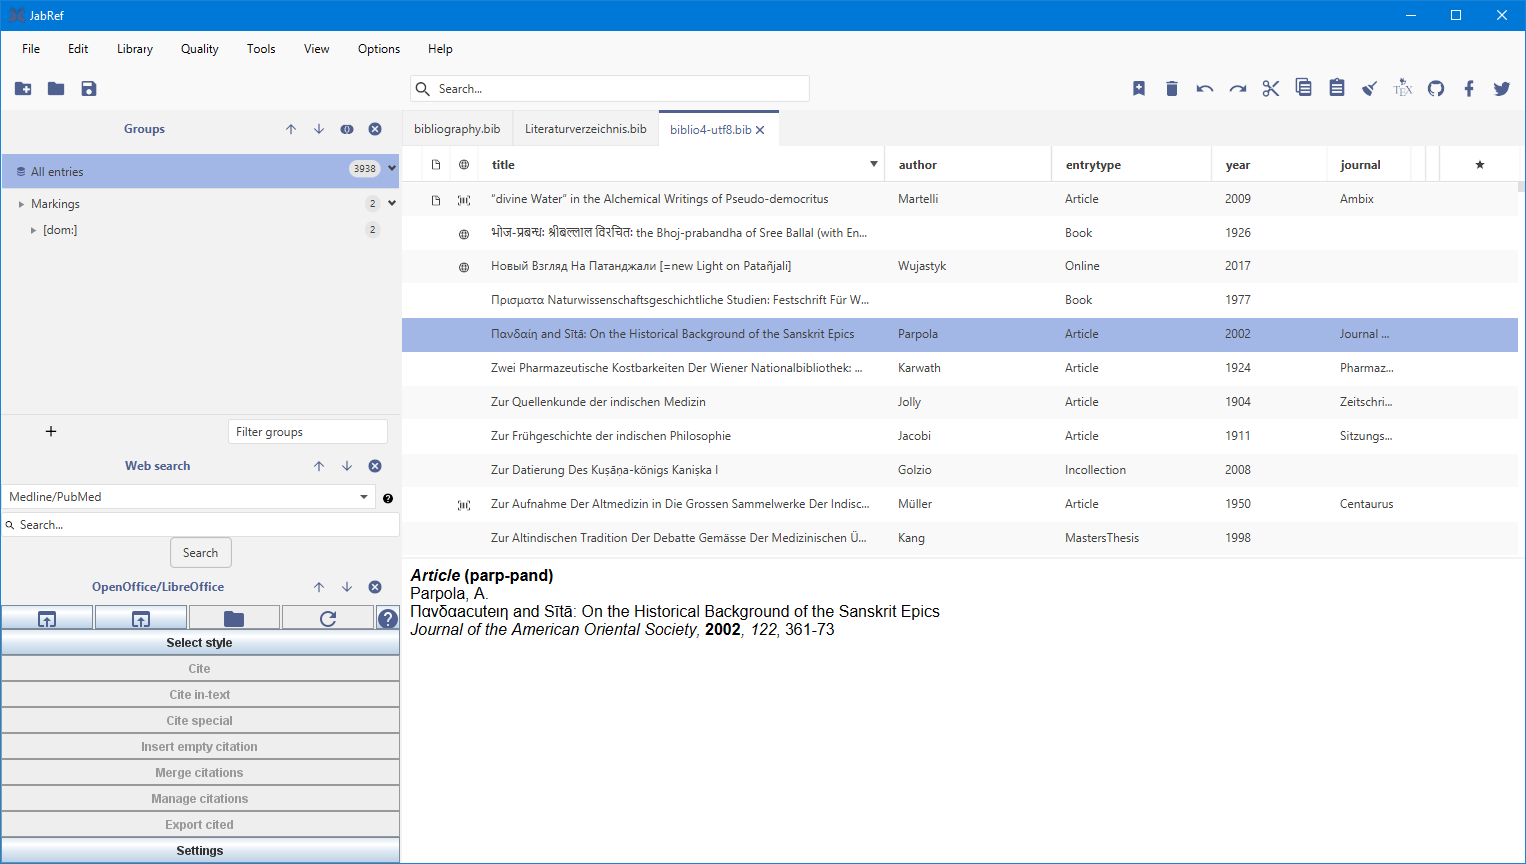 JabRef
File Edit Library Quality Tools View Options Help
Search...
TEX
Groups
All entries 3938
Markings 2
[dom:] 2
Filter groups
Web search
Medline/PubMed
Search...
Search
OpenOffice/LibreOffice
Select style
Cite
Cite in-text
Cite special
Insert empty citation
Merge citations
Manage citations
Export cited
Settings
bibliography.bib Literaturverzeichnis.bib biblio4-utf8.bib
title author entrytype year journal
"divine Water" in the Alchemical Writings of Pseudo-democritus Martelli Article 2009 Ambix
भोज-प्रबन्धः श्रीबल्लाल विरचितः the Bhoj-prabandha of Sree Ballal (with En... Book 1926
Новый Взгляд На Патанджали [=new Light on Patañjali] Wujastyk Online 2017
Πρισματα Naturwissenschaftsgeschichtliche Studien: Festschrift Für W... Book 1977
Πανδαίη and Sītā: On the Historical Background of the Sanskrit Epics Parpola Article 2002 Journal ...
Zwei Pharmazeutische Kostbarkeiten Der Wiener Nationalbibliothek: ... Karwath Article 1924 Pharmaz...
Zur Quellenkunde der indischen Medizin Jolly Article 1904 Zeitschri...
Zur Frühgeschichte der indischen Philosophie Jacobi Article 1911 Sitzungs...
Zur Datierung Des Kuṣāṇa-königs Kaniṣka I Golzio Incollection 2008
Zur Aufnahme Der Altmedizin in Die Grossen Sammelwerke Der Indisc... Müller Article 1950 Centaurus
Zur Altindischen Tradition Der Debatte Gemässe Der Medizinischen Ü... Kang MastersThesis 1998
Article (parp-pand)
Parpola, A.
Πανδαacuteιη and Sītā: On the Historical Background of the Sanskrit Epics
Journal of the American Oriental Society, 2002, 122, 361-73